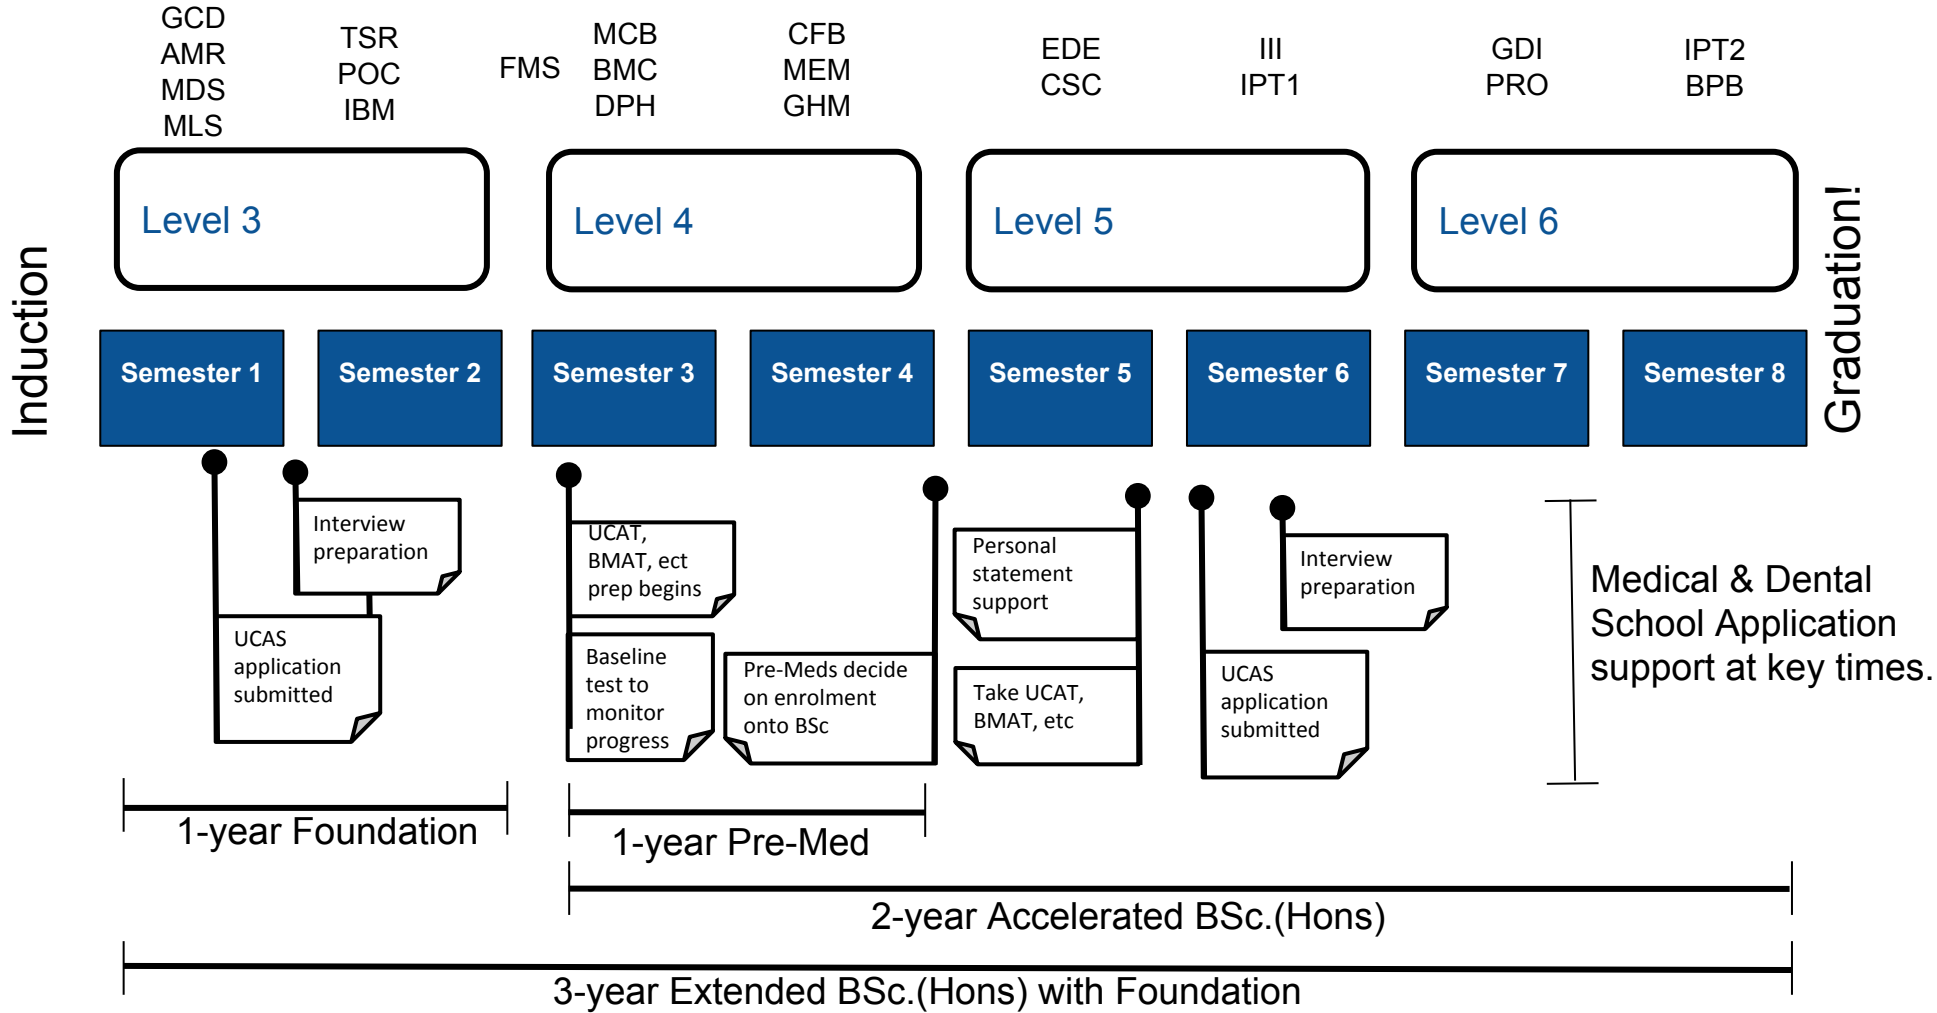 GCD
AMR
MDS
MLS
TSR
POC
IBM
FMS
MCB
BMC
DPH
CFB
MEM
GHM
EDE
CSC
III
IPT1
GDI
PRO
IPT2
BPB
Induction
Level 3
Level 4
Level 5
Level 6
Graduation!
Semester 1
Semester 2
Semester 3
Semester 4
Semester 5
Semester 6
Semester 7
Semester 8
Interview
preparation
UCAS
application
submitted
UCAT,
BMAT, ect
prep begins
Baseline
test to
monitor
progress
Pre-Meds decide
on enrolment
onto BSc
Personal
statement
support
Take UCAT,
BMAT, etc
Interview
preparation
UCAS
application
submitted
Medical & Dental
School Application
support at key times.
1-year Foundation
1-year Pre-Med
2-year Accelerated BSc.(Hons)
3-year Extended BSc.(Hons) with Foundation